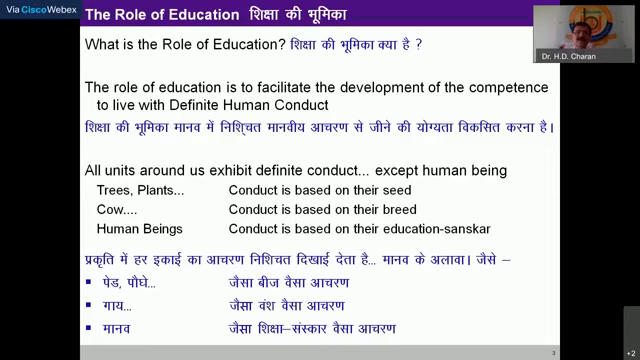 Via Cisco Webex
The Role of Education शिक्षा की भूमिका
What is the Role of Education? शिक्षा की भूमिका क्या है ?
Dr. H.D. Charan
The role of education is to facilitate the development of the competence
to live with Definite Human Conduct
शिक्षा की भूमिका मानव में निश्चित मानवीय आचरण से जीने की योग्यता विकसित करना है।
All units around us exhibit definite conduct... except human being
Trees, Plants... Conduct is based on their seed
Cow.... Conduct is based on their breed
Human Beings Conduct is based on their education-sanskar
प्रकृति में हर इकाई का आचरण निश्चित दिखाई देता है... मानव के अलावा। जैसे –
▪ पेड, पौघे... जैसा बीज वैसा आचरण
▪ गाय... जैसा वंश वैसा आचरण
▪ मानव जैसा शिक्षा–संस्कार वैसा आचरण
3
+2